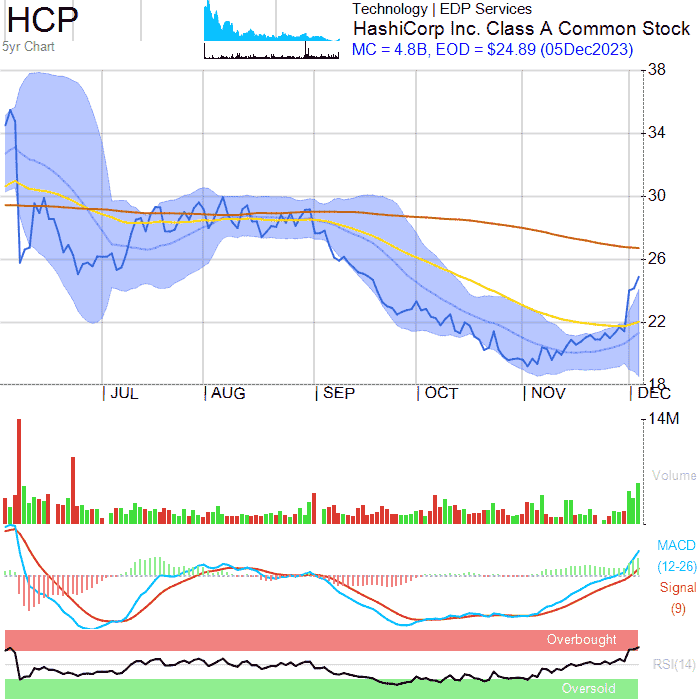 HCP
5yr Chart
Technology | EDP Services
HashiCorp Inc. Class A Common Stock
MC = 4.8B, EOD = $24.89 (05Dec2023)
38
34
30
26
22
18
JUL AUG SEP OCT NOV DEC
14M
Volume
MACD
(12-26)
Signal
(9)
Overbought
RSI(14)
Oversold